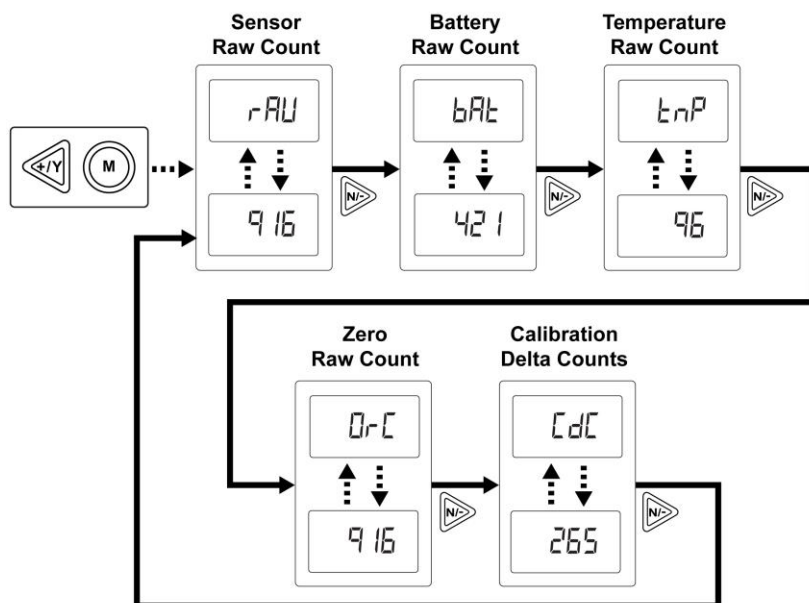 Sensor
Raw Count
Battery
Raw Count
Temperature
Raw Count
rAU
bAt
tnP
+/Y
M
N/-
N/-
N/-
916
421
96
Zero
Raw Count
Calibration
Delta Counts
0rC
CdC
N/-
N/-
916
265